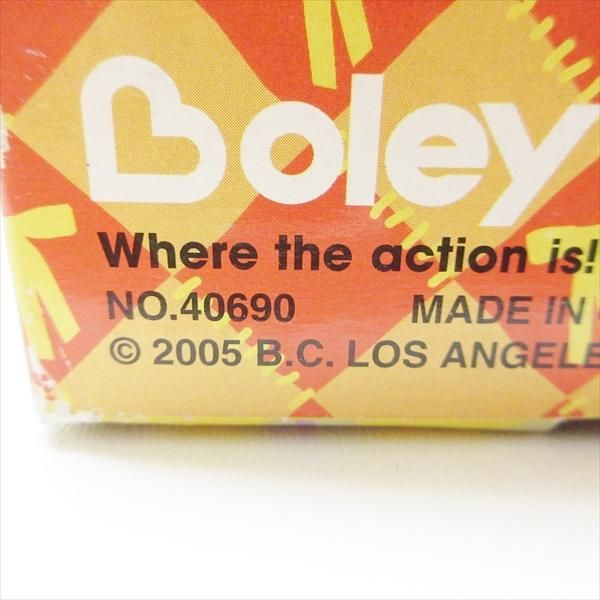 Boley
Where the action is!
NO.40690 MADE IN
© 2005 B.C. LOS ANGELE